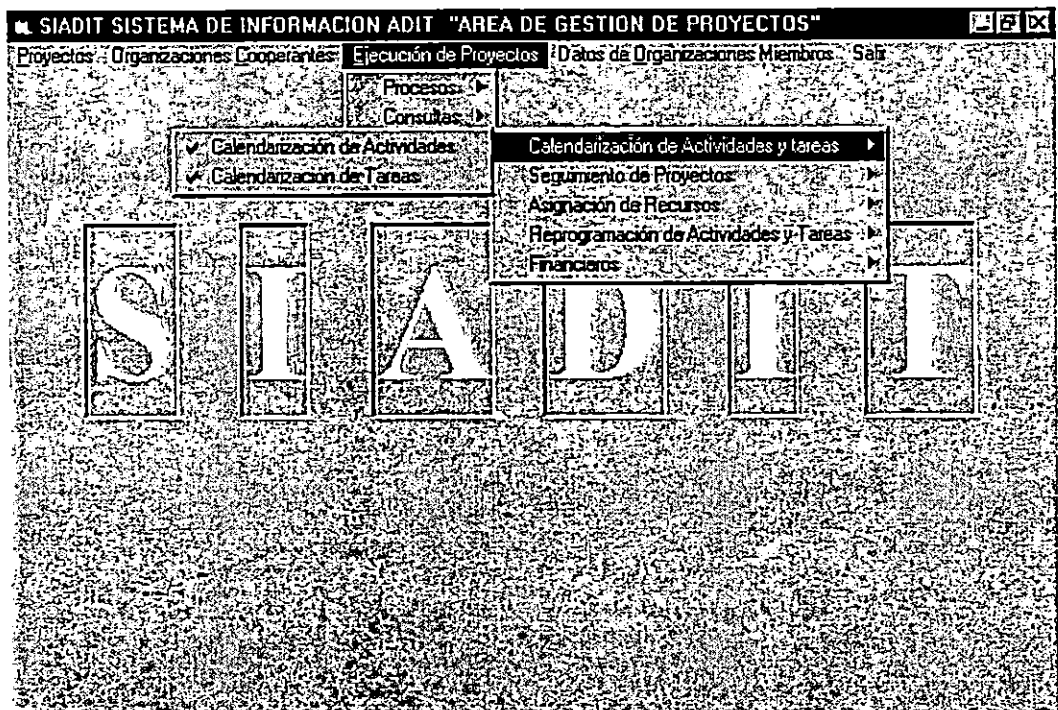 SIADIT SISTEMA DE INFORMACION ADIT "AREA DE GESTION DE PROYECTOS"
Proyectos Organizaciones Cooperantes Ejecución de Proyectos Datos de Organizaciones Miembros Salir
Procesos
Consultas
Calendarización de Actividades
Calendarización de Tareas
Calendarización de Actividades y tareas
Seguimiento de Proyectos
Asignación de Recursos
Reprogramación de Actividades y Tareas
Financieros
S I A D I T